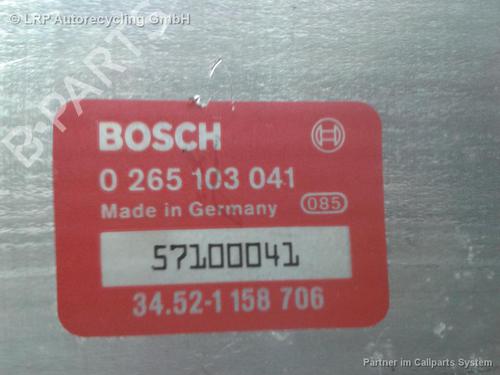 © LRP Autorecycling GmbH
B-PARTS
BOSCH
0 265 103 041
Made in Germany 085
57100041
34.52-1 158 706
Partner im Callparts System